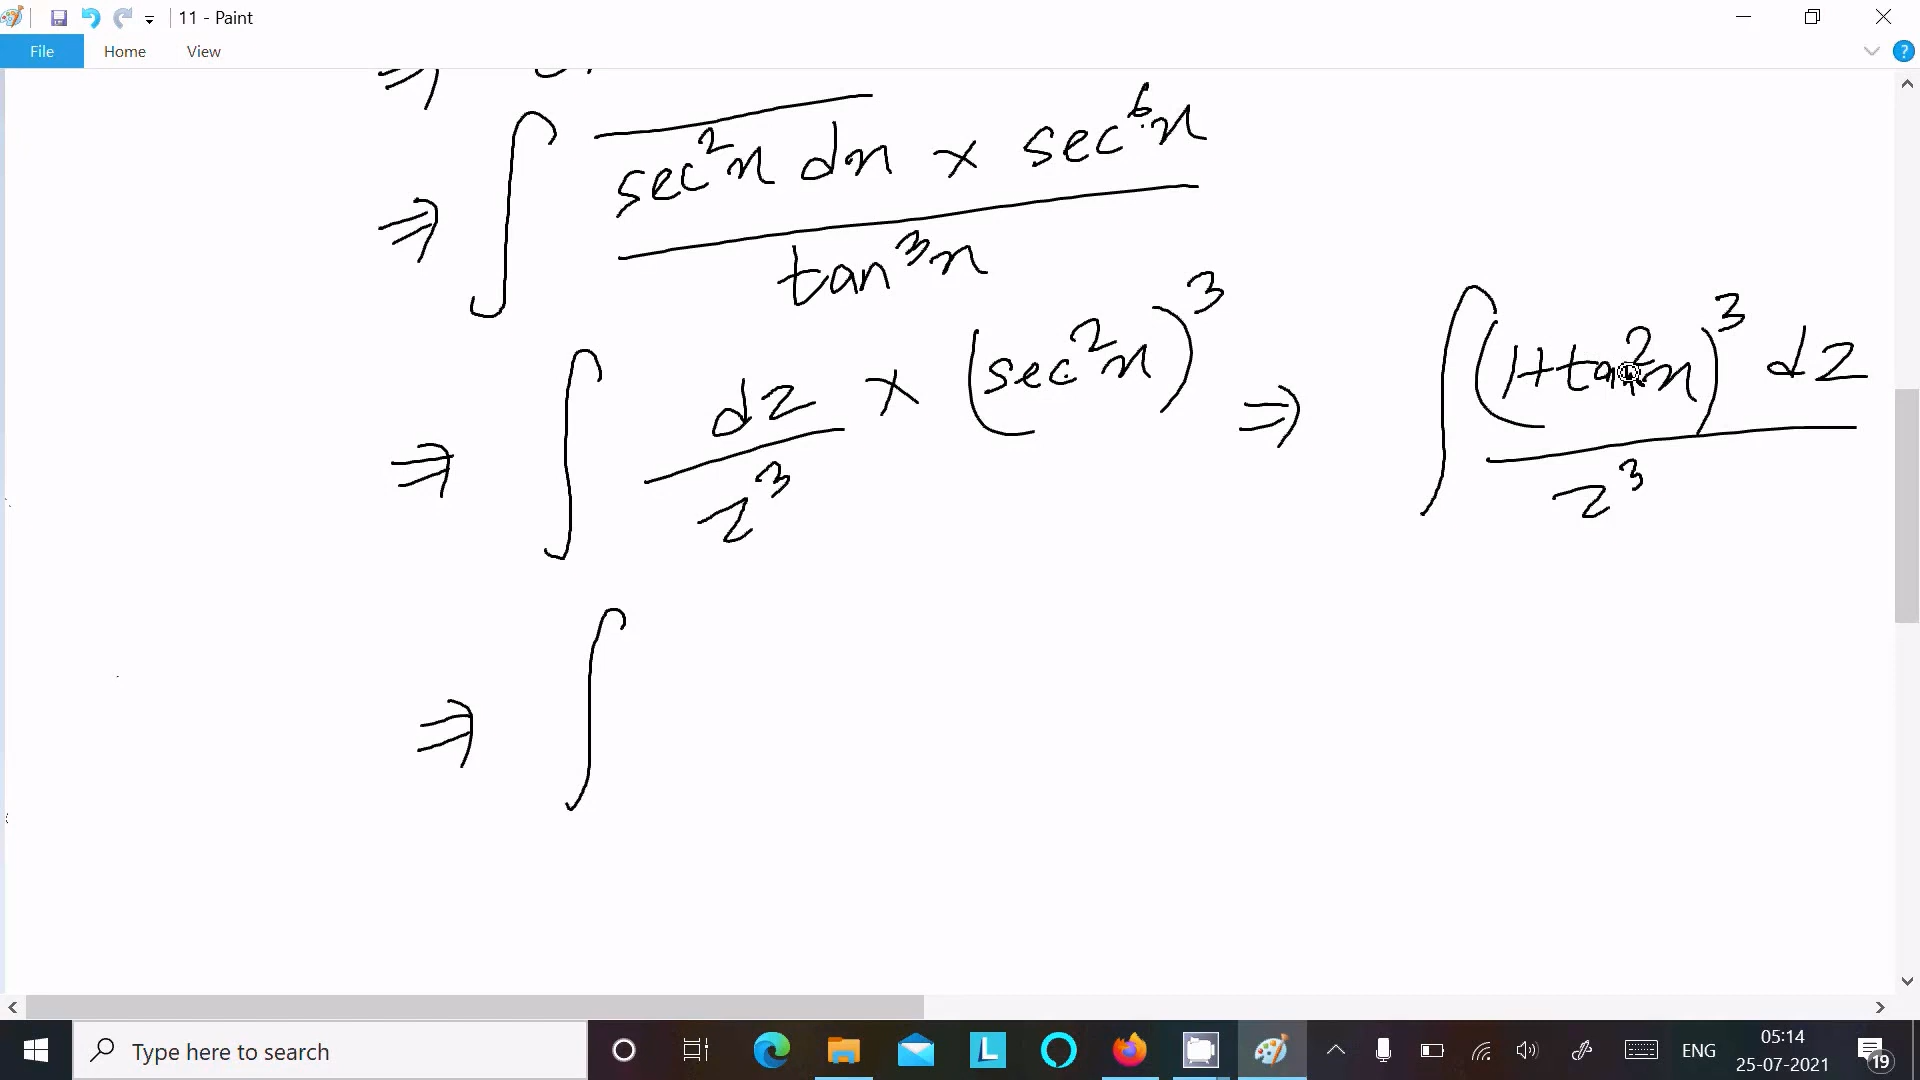 11 - Paint
File Home View
⇒ ∫ sec²x dx × sec⁶x / tan³x
⇒ ∫ dz / z³ × (sec²x)³ ⇒ ∫ (1+tan²x)³ dz / z³
⇒ ∫
Type here to search
ENG
05:14
25-07-2021
19